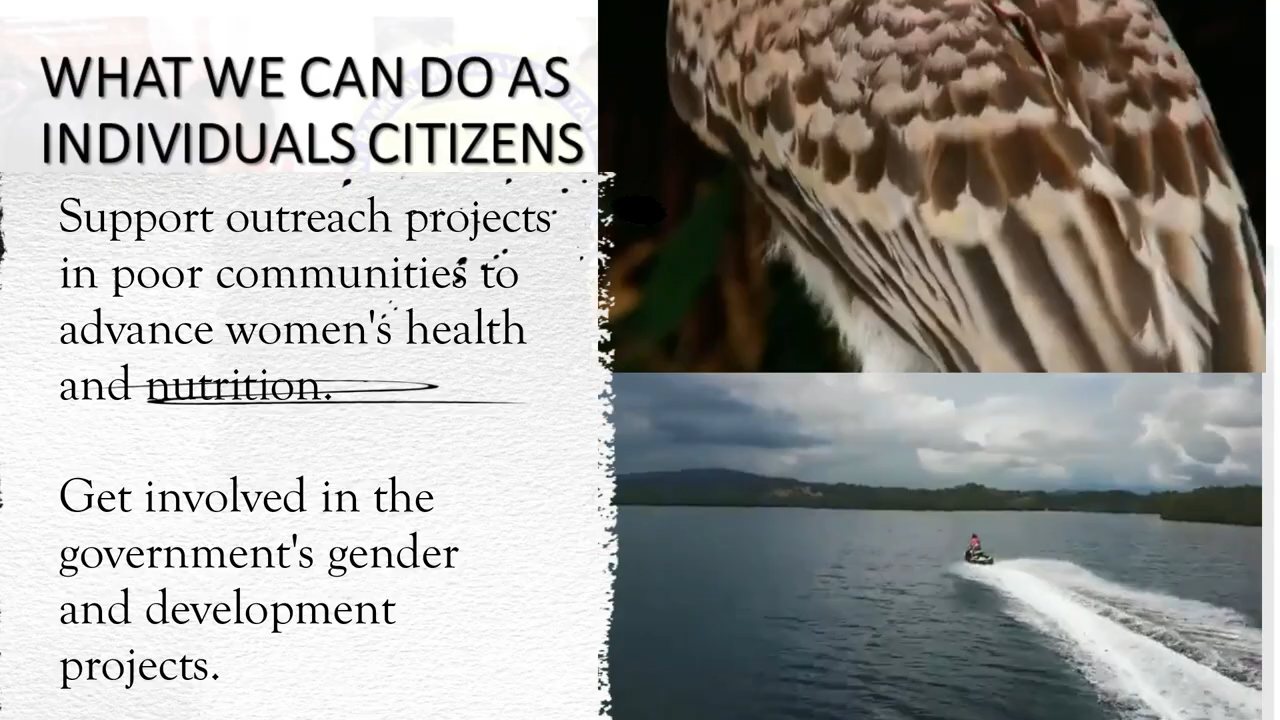 WHAT WE CAN DO AS
INDIVIDUALS CITIZENS
Support outreach projects
in poor communities to
advance women's health
and nutrition.
Get involved in the
government's gender
and development
projects.